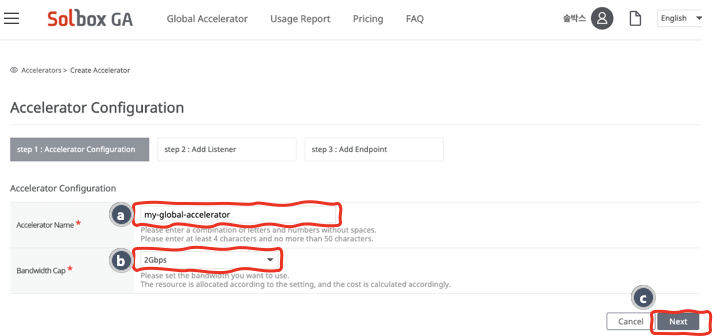 Solbox GA Global Accelerator Usage Report Pricing FAQ 솔박스 English
Accelerators > Create Accelerator
Accelerator Configuration
step 1 : Accelerator Configuration step 2 : Add Listener step 3 : Add Endpoint
Accelerator Configuration
a my-global-accelerator
Accelerator Name *
Please enter a combination of letters and numbers without spaces.
Please enter at least 4 characters and no more than 50 characters.
b 2Gbps
Bandwidth Cap *
Please set the bandwidth you want to use.
The resource is allocated according to the setting, and the cost is calculated accordingly.
c
Cancel Next